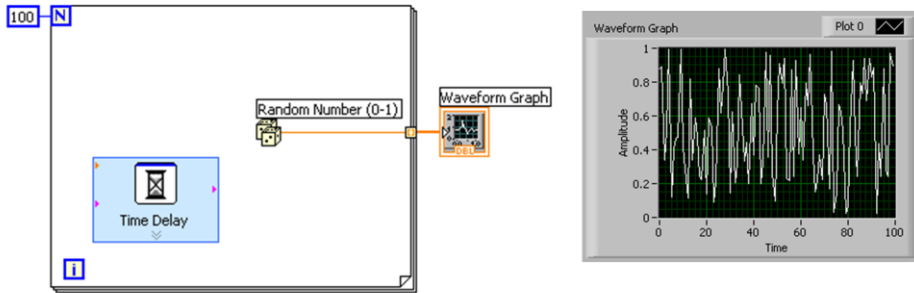 100
N
Random Number (0-1)
Waveform Graph
DBL
Time Delay
i
Waveform Graph
Plot 0
Amplitude
1
0.8
0.6
0.4
0.2
0
0 20 40 60 80 100
Time